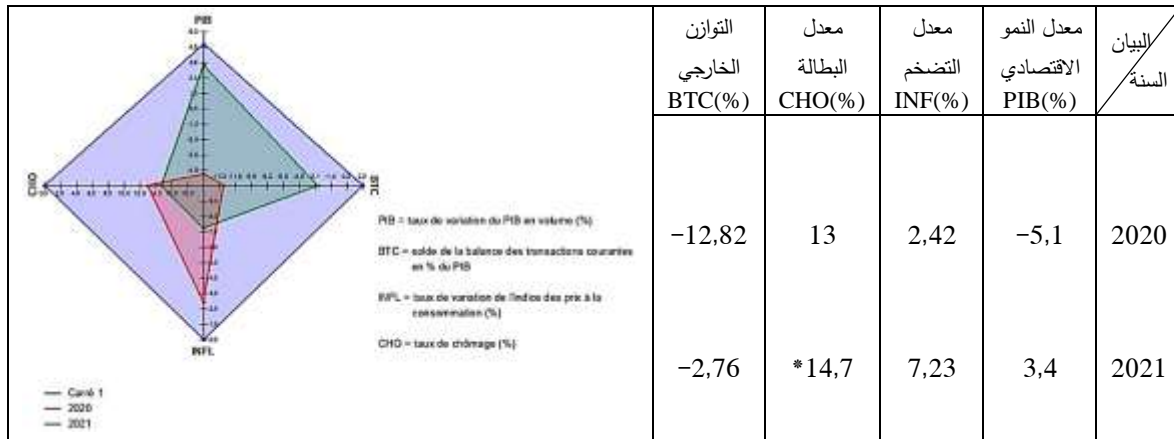 البيان
السنة
معدل النمو
الاقتصادي
PIB(%)
معدل
التضخم
INF(%)
معدل
البطالة
CHO(%)
التوازن
الخارجي
BTC(%)
2020
−5,1
2,42
13
−12,82
2021
3,4
7,23
*14,7
−2,76
PIB
BTC
CHO
INFL
PIB = taux de variation du PIB en volume (%)
BTC = solde de la balance des transactions courantes
en % du PIB
INFL = taux de variation de l'indice des prix à la
consommation (%)
CHO = taux de chômage (%)
Carré 1
2020
2021